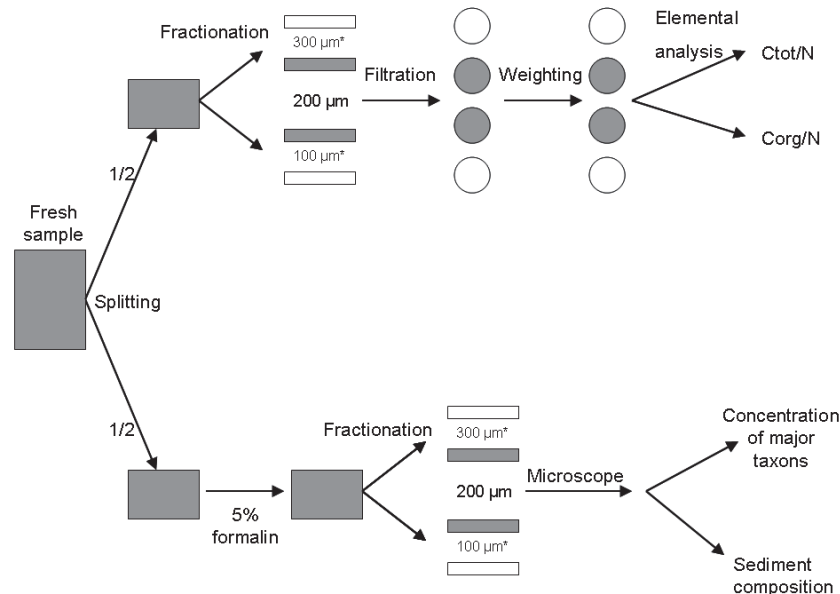 Fractionation
300 µm*
200 µm
100 µm*
Filtration
Weighting
Elemental
analysis
Ctot/N
Corg/N
1/2
Fresh
sample
Splitting
1/2
5%
formalin
Fractionation
300 µm*
200 µm
100 µm*
Microscope
Concentration
of major
taxons
Sediment
composition